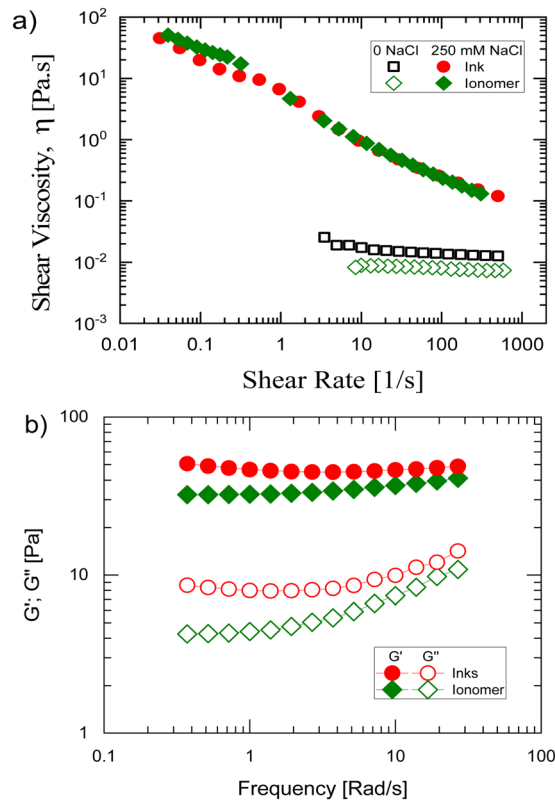 a)
Shear Viscosity, η [Pa.s]
10²
10¹
10⁰
10⁻¹
10⁻²
10⁻³
0 NaCl 250 mM NaCl
Ink
Ionomer
0.01 0.1 1 10 100 1000
Shear Rate [1/s]
b)
G'; G" [Pa]
100
10
1
G' G"
Inks
Ionomer
0.1 1 10 100
Frequency [Rad/s]